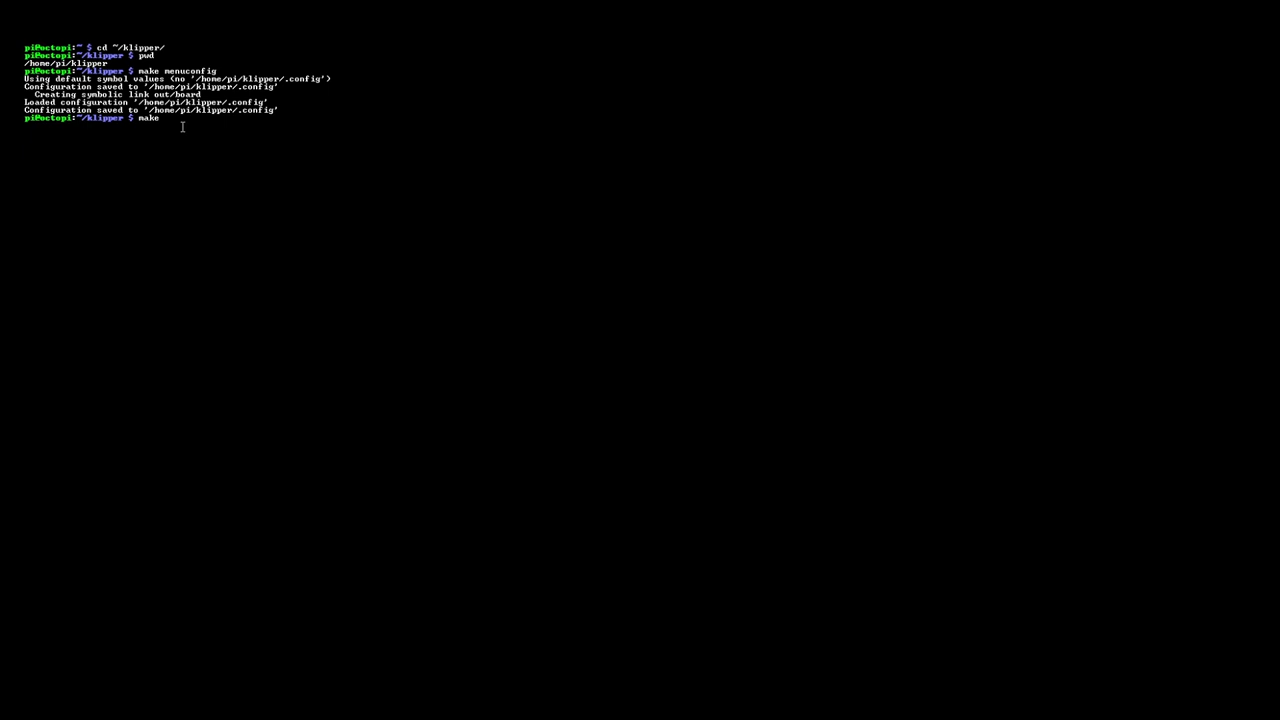 pi@octopi:~ $ cd ~/klipper/
pi@octopi:~/klipper $ pwd
/home/pi/klipper
pi@octopi:~/klipper $ make menuconfig
Using default symbol values (no '/home/pi/klipper/.config')
Configuration saved to '/home/pi/klipper/.config'
  Creating symbolic link out/board
Loaded configuration '/home/pi/klipper/.config'
Configuration saved to '/home/pi/klipper/.config'
pi@octopi:~/klipper $ make